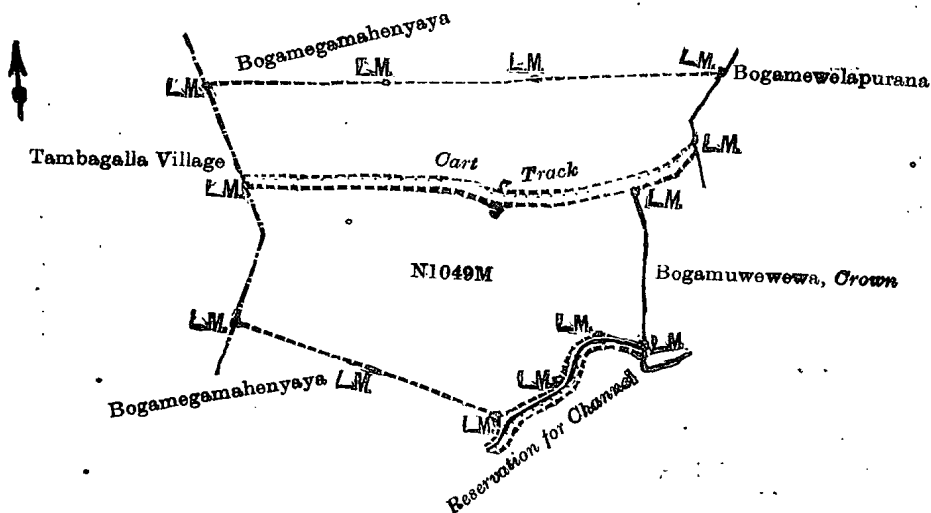 Bogamegamahenyaya
L.M.
L.M.
L.M.
L.M.
Bogamewelapurana
Tambagalla Village
L.M.
Cart Track
L.M.
L.M.
N1049M
Bogamuwewewa, Crown
L.M.
L.M.
L.M.
Bogamegamahenyaya
L.M.
L.M.
L.M.
Reservation for Channel